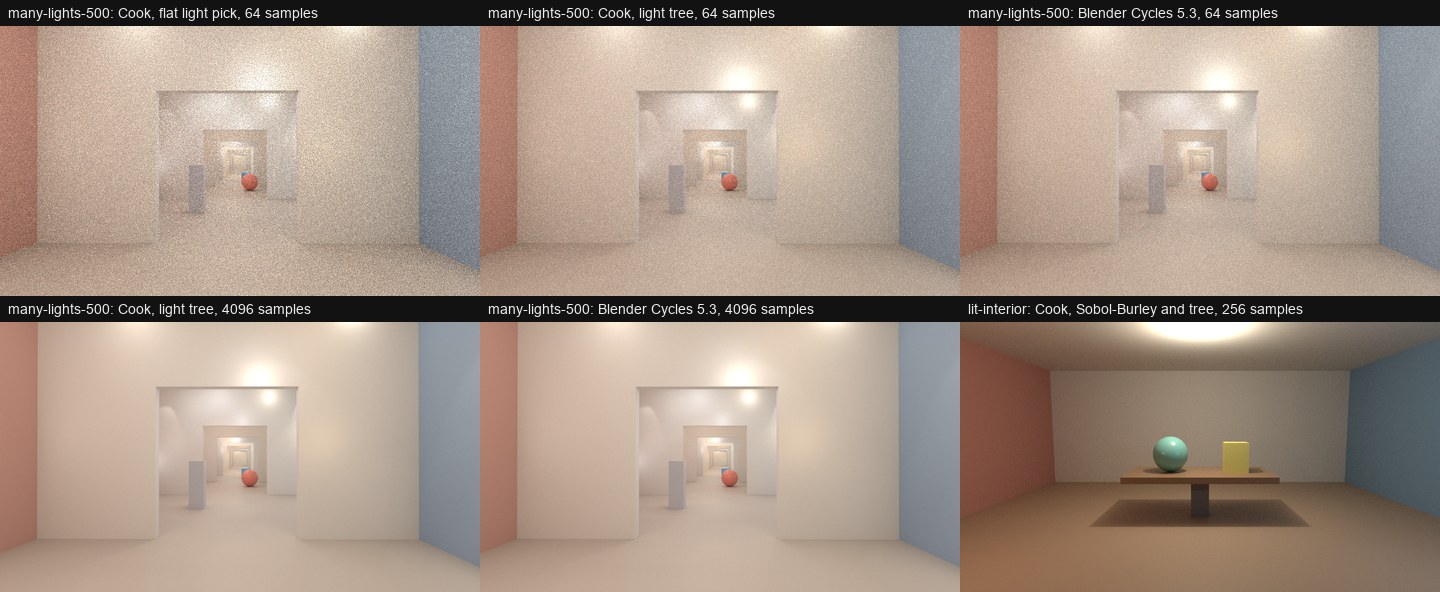 many-lights-500: Cook, flat light pick, 64 samples
many-lights-500: Cook, light tree, 64 samples
many-lights-500: Blender Cycles 5.3, 64 samples
many-lights-500: Cook, light tree, 4096 samples
many-lights-500: Blender Cycles 5.3, 4096 samples
lit-interior: Cook, Sobol-Burley and tree, 256 samples